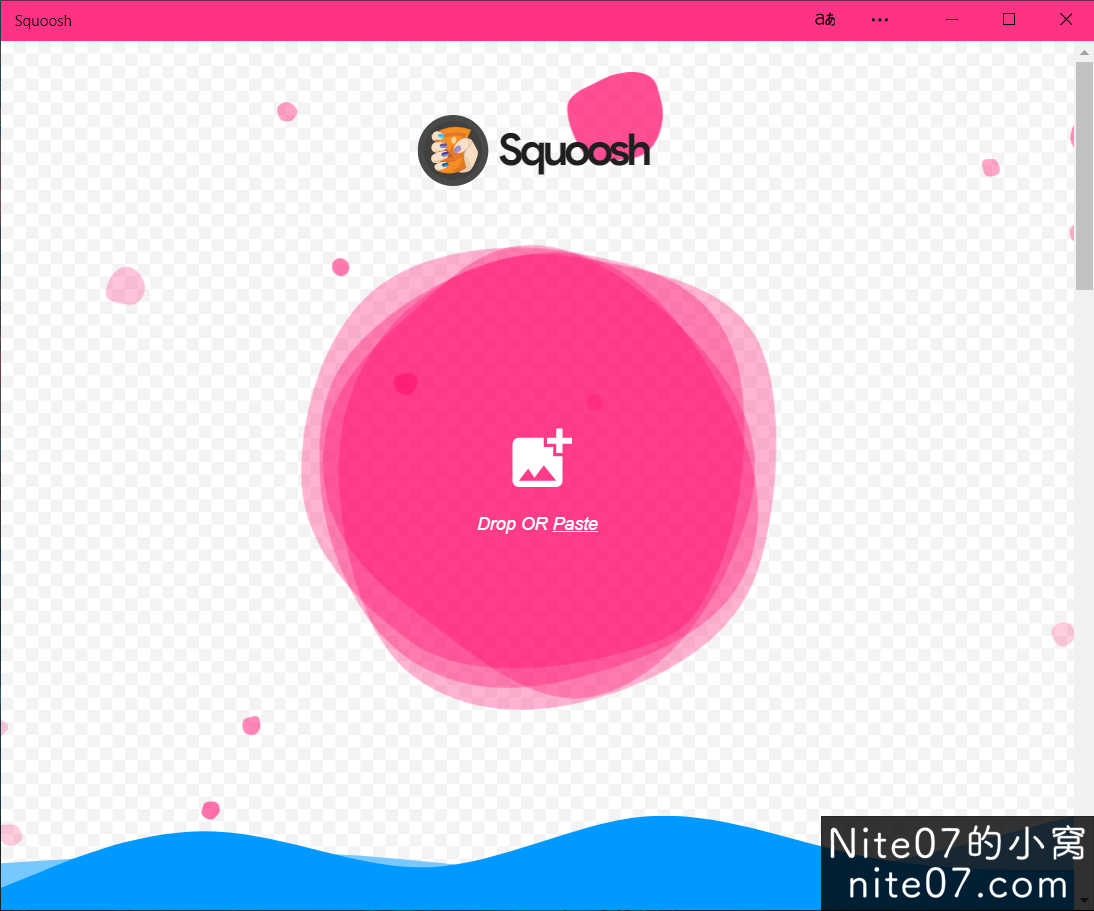 Squoosh
aあ
Squoosh
Drop OR Paste
Nite07的小窝
nite07.com